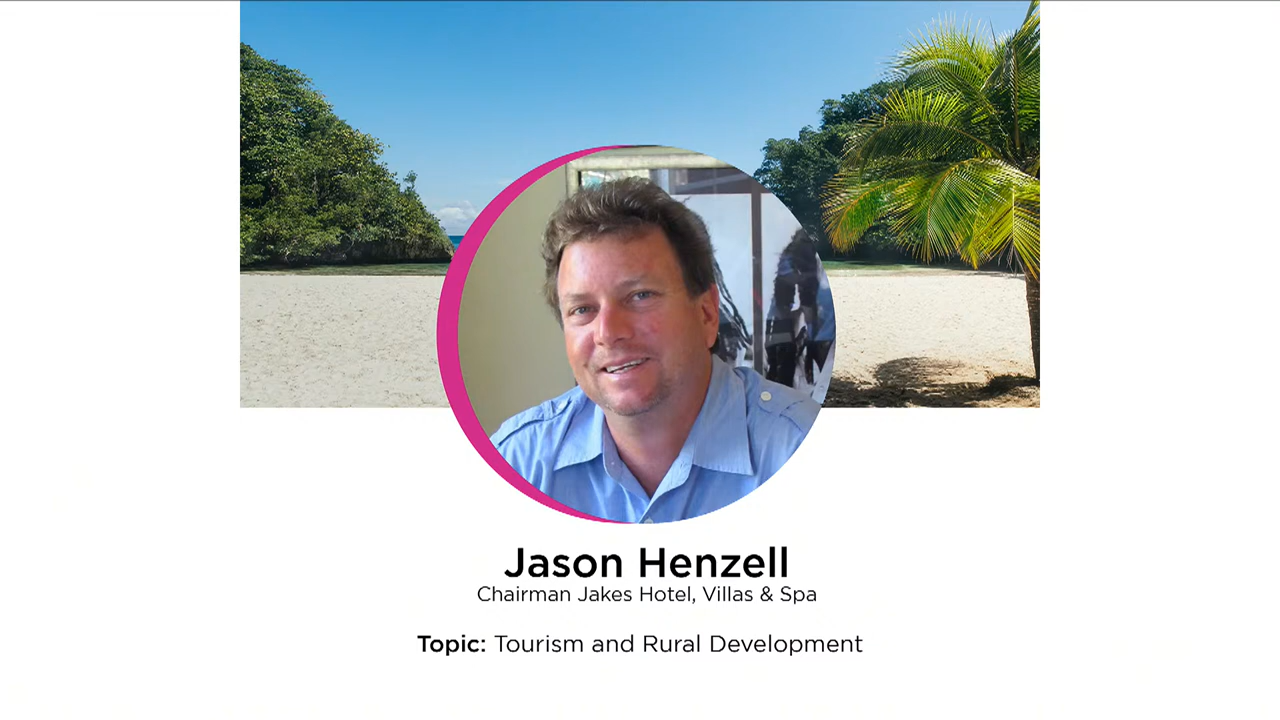 Jason Henzell
Chairman Jakes Hotel, Villas & Spa
Topic: Tourism and Rural Development